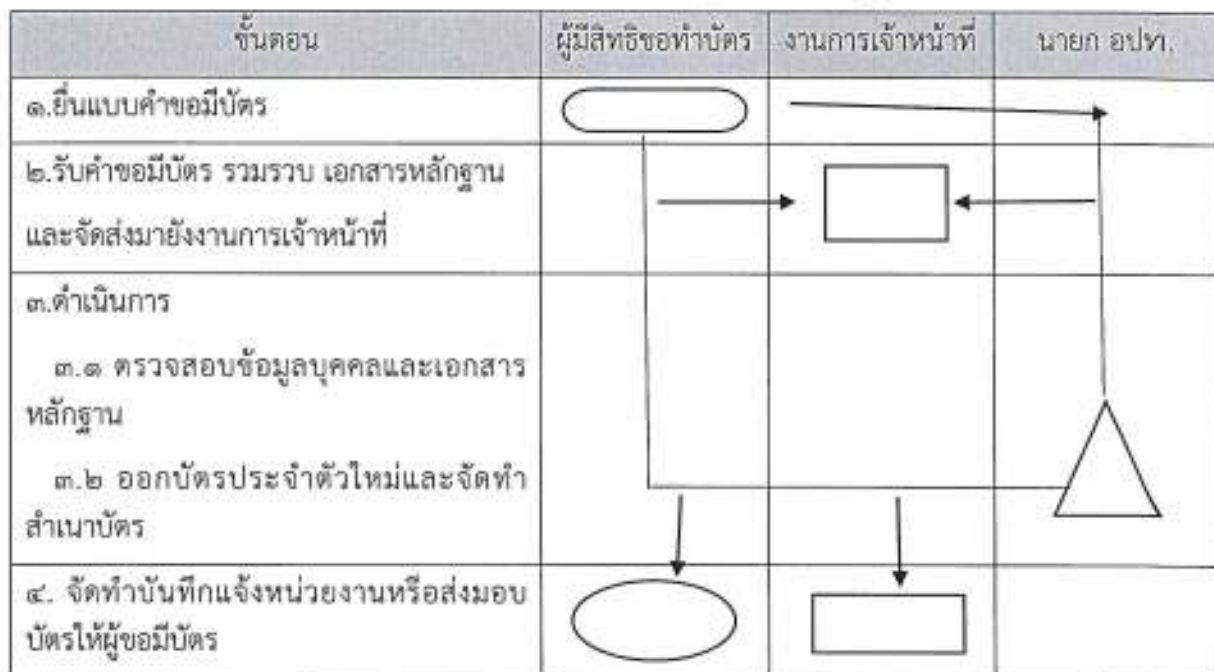 ขั้นตอน ผู้มีสิทธิขอทำบัตร งานการเจ้าหน้าที่ นายก อปท.
๑.ยื่นแบบคำขอมีบัตร
๒.รับคำขอมีบัตร รวมรวบ เอกสารหลักฐาน
และจัดส่งมายังงานการเจ้าหน้าที่
๓.ดำเนินการ
๓.๑ ตรวจสอบข้อมูลบุคคลและเอกสาร
หลักฐาน
๓.๒ ออกบัตรประจำตัวใหม่และจัดทำ
สำเนาบัตร
๔. จัดทำบันทึกแจ้งหน่วยงานหรือส่งมอบ
บัตรให้ผู้ขอมีบัตร